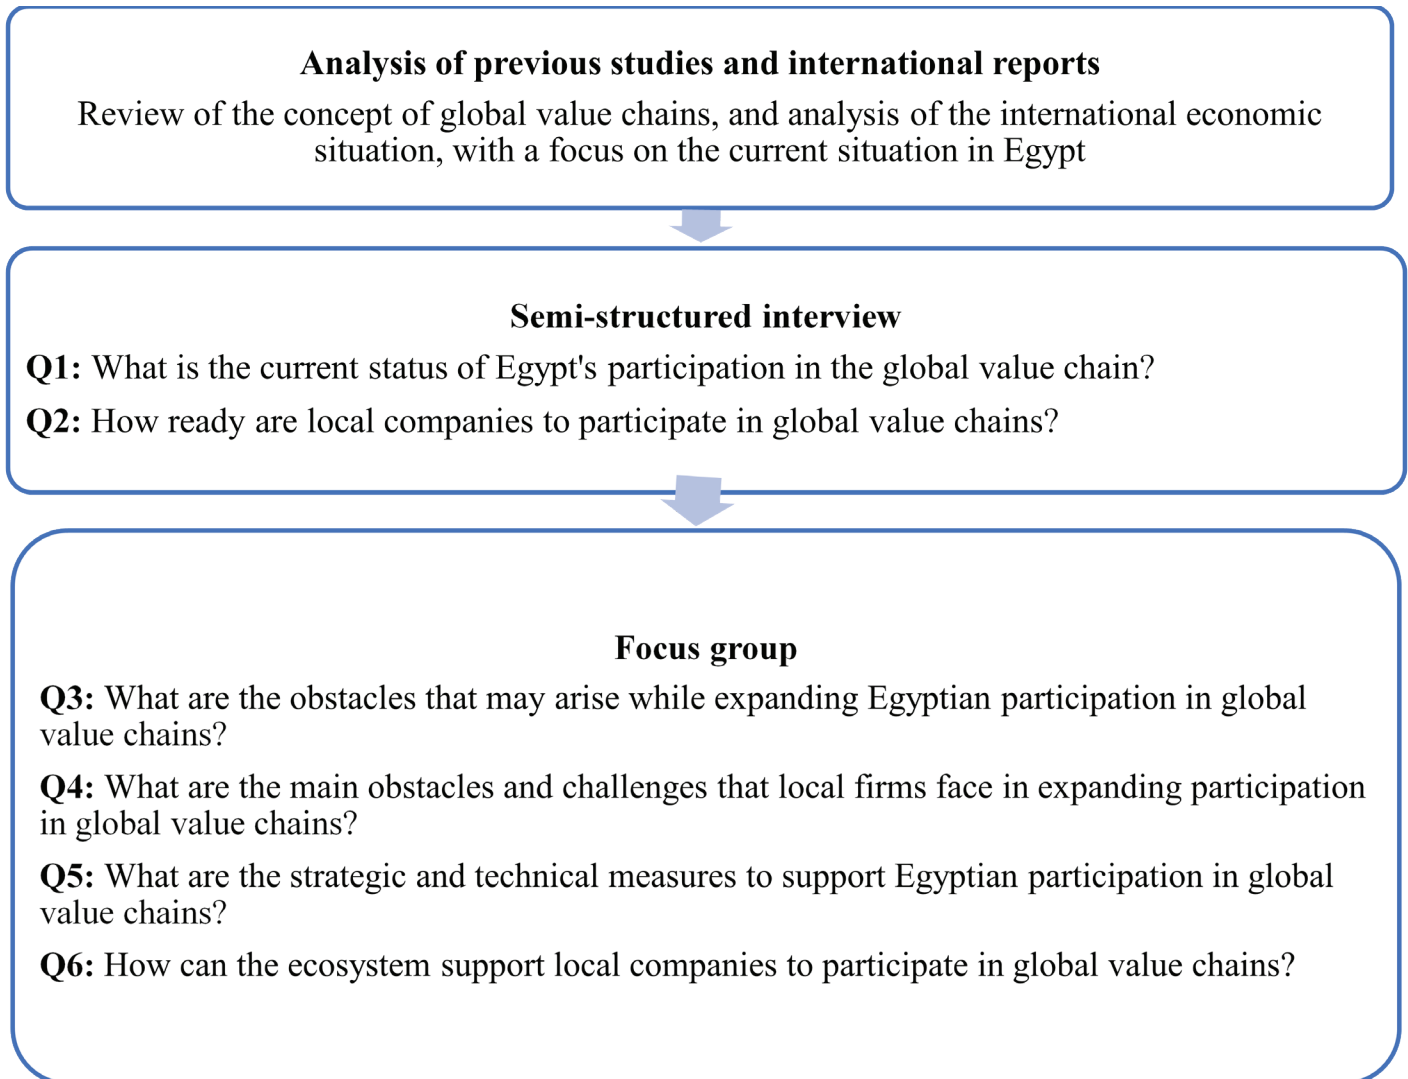 Analysis of previous studies and international reports
Review of the concept of global value chains, and analysis of the international economic
situation, with a focus on the current situation in Egypt
Semi-structured interview
Q1: What is the current status of Egypt's participation in the global value chain?
Q2: How ready are local companies to participate in global value chains?
Focus group
Q3: What are the obstacles that may arise while expanding Egyptian participation in global
value chains?
Q4: What are the main obstacles and challenges that local firms face in expanding participation
in global value chains?
Q5: What are the strategic and technical measures to support Egyptian participation in global
value chains?
Q6: How can the ecosystem support local companies to participate in global value chains?